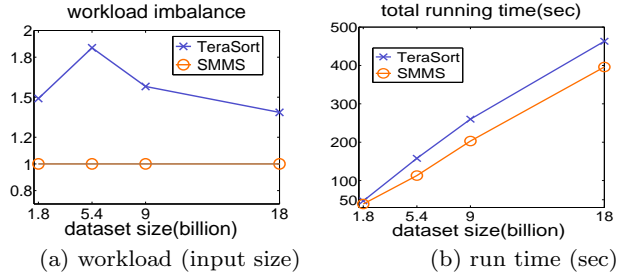 workload imbalance
2
1.8
1.5
1.2
1
0.8
TeraSort
SMMS
1.8 5.4 9 18
dataset size(billion)
(a) workload (input size)
total running time(sec)
500
400
300
200
100
50
TeraSort
SMMS
1.8 5.4 9 18
dataset size(billion)
(b) run time (sec)